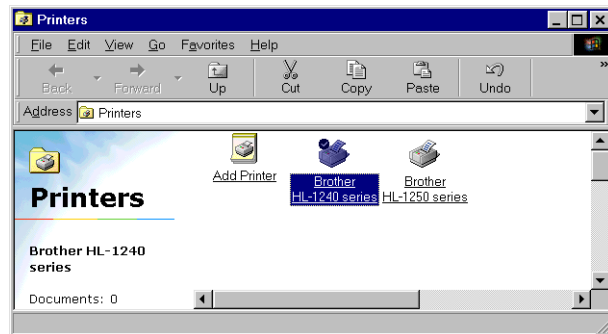 Printers
File Edit View Go Favorites Help
Back Forward Up Cut Copy Paste Undo »
Address Printers
Add Printer
Brother
HL-1240 series
Brother
HL-1250 series
Printers
Brother HL-1240
series
Documents: 0